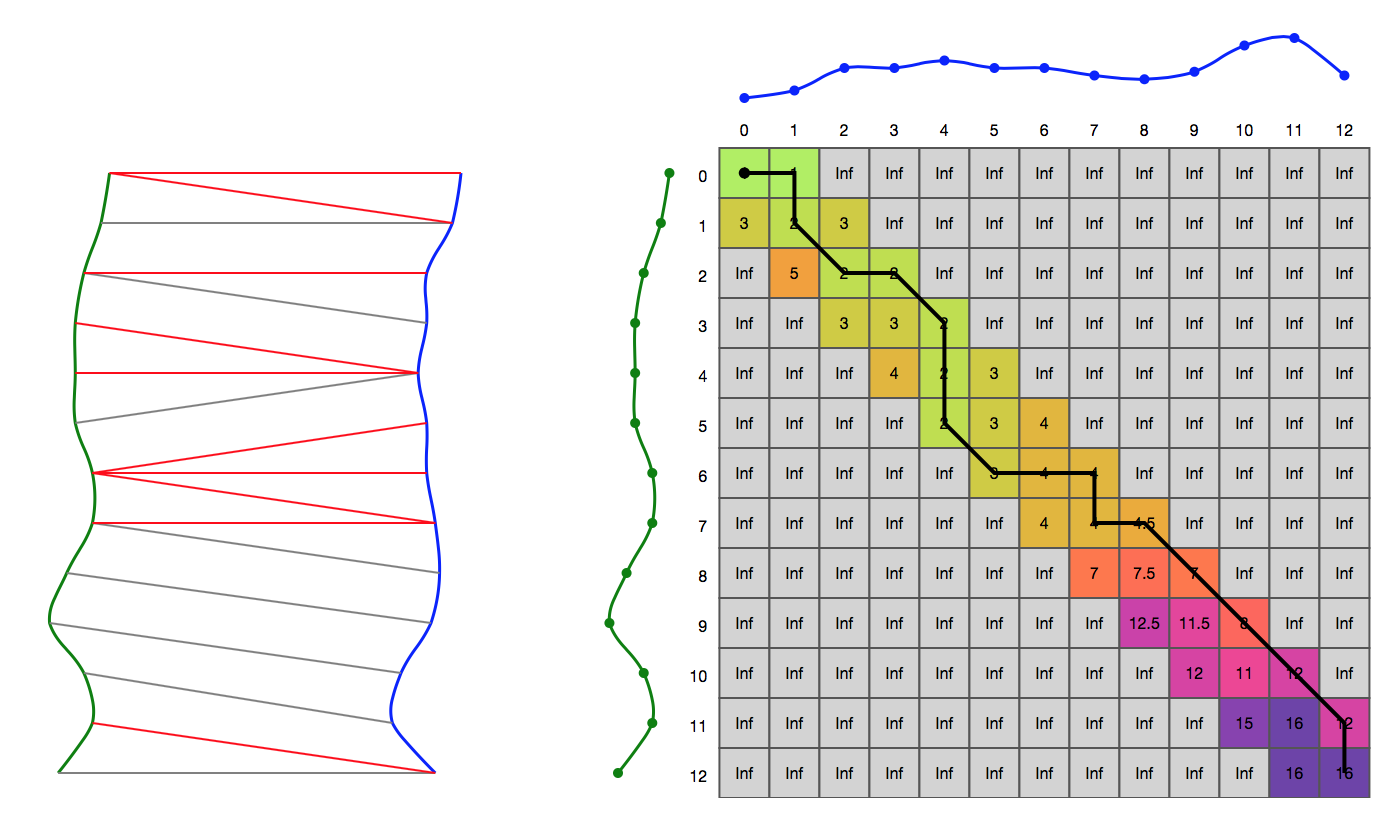 0 1 2 3 4 5 6 7 8 9 10 11 12
0 1 Inf Inf Inf Inf Inf Inf Inf Inf Inf Inf Inf
1 3 2 3 Inf Inf Inf Inf Inf Inf Inf Inf Inf Inf
2 Inf 5 2 2 Inf Inf Inf Inf Inf Inf Inf Inf Inf
3 Inf Inf 3 3 2 Inf Inf Inf Inf Inf Inf Inf Inf
4 Inf Inf Inf 4 2 3 Inf Inf Inf Inf Inf Inf Inf
5 Inf Inf Inf Inf 2 3 4 Inf Inf Inf Inf Inf Inf
6 Inf Inf Inf Inf Inf 3 4 4 Inf Inf Inf Inf Inf
7 Inf Inf Inf Inf Inf Inf 4 4 4.5 Inf Inf Inf Inf
8 Inf Inf Inf Inf Inf Inf Inf 7 7.5 7 Inf Inf Inf
9 Inf Inf Inf Inf Inf Inf Inf Inf 12.5 11.5 8 Inf Inf
10 Inf Inf Inf Inf Inf Inf Inf Inf Inf 12 11 12 Inf
11 Inf Inf Inf Inf Inf Inf Inf Inf Inf Inf 15 16 12
12 Inf Inf Inf Inf Inf Inf Inf Inf Inf Inf Inf 16 16